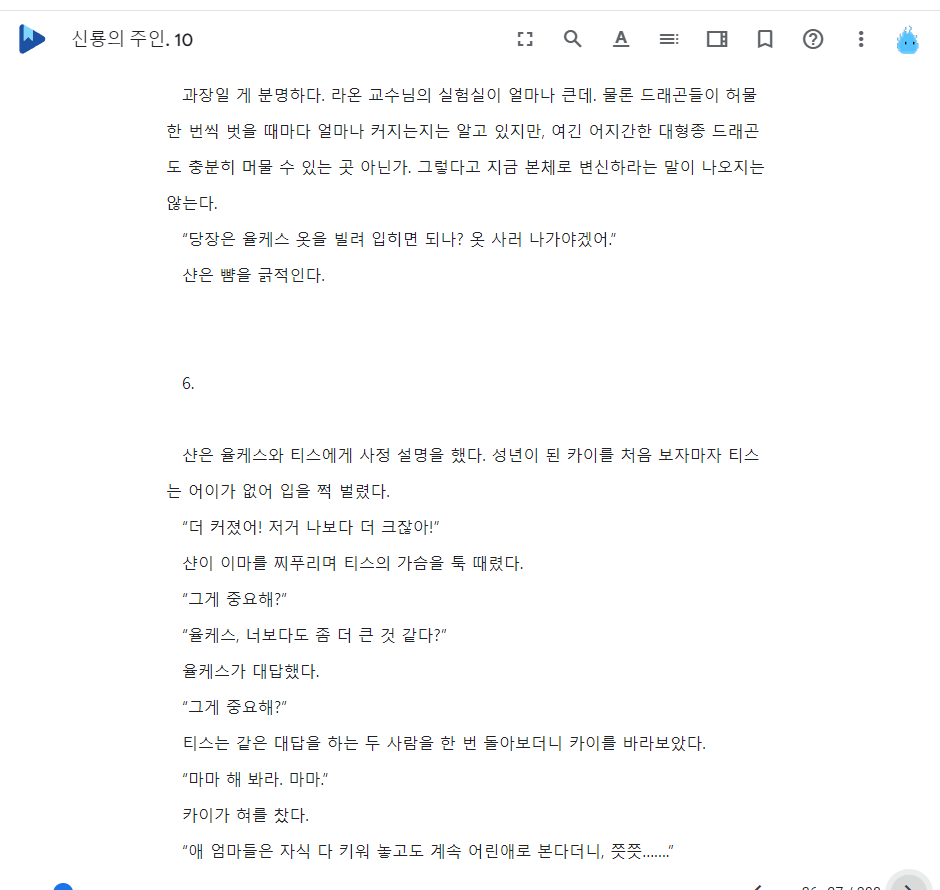 신룡의 주인. 10
과장일 게 분명하다. 라온 교수님의 실험실이 얼마나 큰데. 물론 드래곤들이 허물
한 번씩 벗을 때마다 얼마나 커지는지는 알고 있지만, 여긴 어지간한 대형종 드래곤
도 충분히 머물 수 있는 곳 아닌가. 그렇다고 지금 본체로 변신하라는 말이 나오지는
않는다.
“당장은 율케스 옷을 빌려 입히면 되나? 옷 사러 나가야겠어.”
샨은 뺨을 긁적인다.
6.
샨은 율케스와 티스에게 사정 설명을 했다. 성년이 된 카이를 처음 보자마자 티스
는 어이가 없어 입을 쩍 벌렸다.
“더 커졌어! 저거 나보다 더 크잖아!”
샨이 이마를 찌푸리며 티스의 가슴을 툭 때렸다.
“그게 중요해?”
“율케스, 너보다도 좀 더 큰 것 같다?”
율케스가 대답했다.
“그게 중요해?”
티스는 같은 대답을 하는 두 사람을 한 번 돌아보더니 카이를 바라보았다.
“마마 해 봐라. 마마.”
카이가 혀를 찼다.
“애 엄마들은 자식 다 키워 놓고도 계속 어린애로 본다더니, 쯧쯧…….”